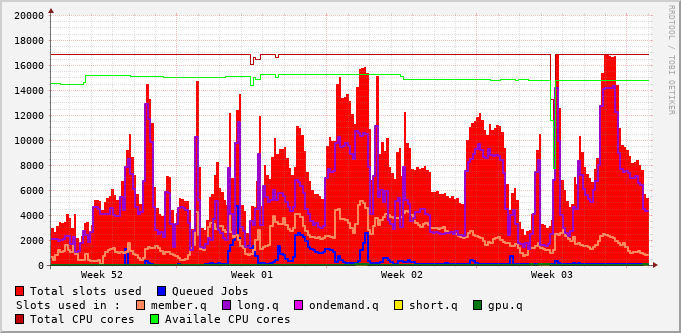 20000
18000
16000
14000
12000
10000
8000
6000
4000
2000
0
Week 52 Week 01 Week 02 Week 03
RRDTOOL / TOBI OETIKER
Total slots used Queued Jobs
Slots used in : member.q long.q ondemand.q short.q gpu.q
Total CPU cores Availale CPU cores